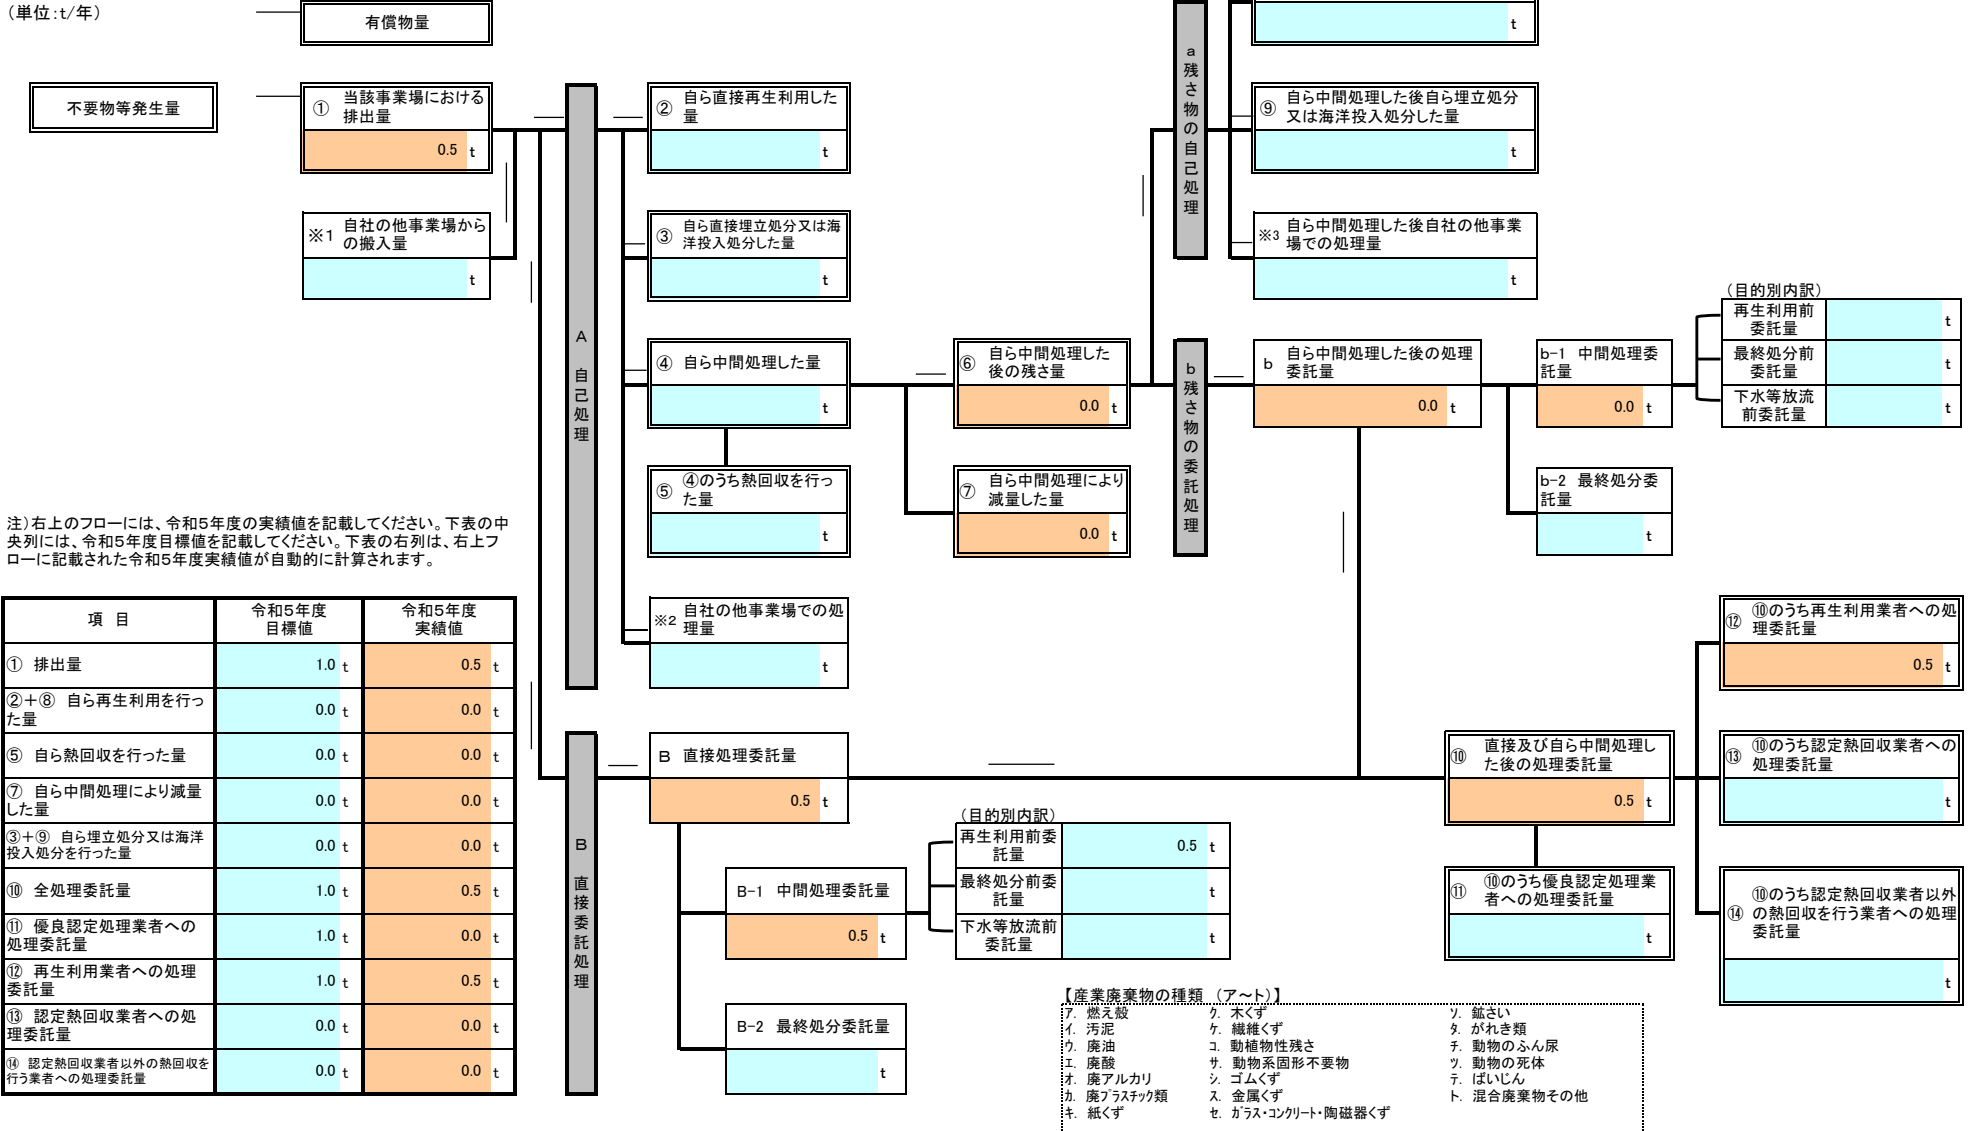 （単位:t/年）
有償物量
t
不要物等発生量
① 当該事業場における
排出量
0.5 t
※1 自社の他事業場から
の搬入量
t
A 自己処理
② 自ら直接再生利用した
量
t
③ 自ら直接埋立処分又は海
洋投入処分した量
t
④ 自ら中間処理した量
t
⑤ ④のうち熱回収を行っ
た量
t
※2 自社の他事業場での処
理量
t
⑥ 自ら中間処理した
後の残さ量
0.0 t
⑦ 自ら中間処理により
減量した量
0.0 t
a 残さ物の自己処理
⑨ 自ら中間処理した後自ら埋立処分
又は海洋投入処分した量
t
※3 自ら中間処理した後自社の他事業
場での処理量
t
b 残さ物の委託処理
b 自ら中間処理した後の処理
委託量
0.0 t
b-1 中間処理委
託量
0.0 t
b-2 最終処分委
託量
t
（目的別内訳）
再生利用前
委託量
t
最終処分前
委託量
t
下水等放流
前委託量
t
注）右上のフローには、令和5年度の実績値を記載してください。下表の中
央列には、令和5年度目標値を記載してください。下表の右列は、右上フ
ローに記載された令和5年度実績値が自動的に計算されます。
項 目 令和5年度 令和5年度
目標値 実績値
① 排出量 1.0 t 0.5 t
②＋⑧ 自ら再生利用を行っ
た量 0.0 t 0.0 t
⑤ 自ら熱回収を行った量 0.0 t 0.0 t
⑦ 自ら中間処理により減量
した量 0.0 t 0.0 t
③＋⑨ 自ら埋立処分又は海洋
投入処分を行った量 0.0 t 0.0 t
⑩ 全処理委託量 1.0 t 0.5 t
⑪ 優良認定処理業者への
処理委託量 1.0 t 0.0 t
⑫ 再生利用業者への処理
委託量 1.0 t 0.5 t
⑬ 認定熱回収業者への処
理委託量 0.0 t 0.0 t
⑭ 認定熱回収業者以外の熱回収を
行う業者への処理委託量 0.0 t 0.0 t
B 直接委託処理
B 直接処理委託量
0.5 t
B-1 中間処理委託量
0.5 t
B-2 最終処分委託量
t
（目的別内訳）
再生利用前委
託量
0.5 t
最終処分前委
託量
t
下水等放流前
委託量
t
⑩ 直接及び自ら中間処理し
た後の処理委託量
0.5 t
⑪ ⑩のうち優良認定処理業
者への処理委託量
t
⑫ ⑩のうち再生利用業者への処
理委託量
0.5 t
⑬ ⑩のうち認定熱回収業者への
処理委託量
t
⑭ ⑩のうち認定熱回収業者以外
の熱回収を行う業者への処理
委託量
t
【産業廃棄物の種類 （ア～ト）】
ア. 燃え殻 ク. 木くず ソ. 鉱さい
イ. 汚泥 ケ. 繊維くず タ. がれき類
ウ. 廃油 コ. 動植物性残さ チ. 動物のふん尿
エ. 廃酸 サ. 動物系固形不要物 ツ. 動物の死体
オ. 廃アルカリ シ. ゴムくず テ. ばいじん
カ. 廃プラスチック類 ス. 金属くず ト. 混合廃棄物その他
キ. 紙くず セ. ガラス・コンクリート・陶磁器くず